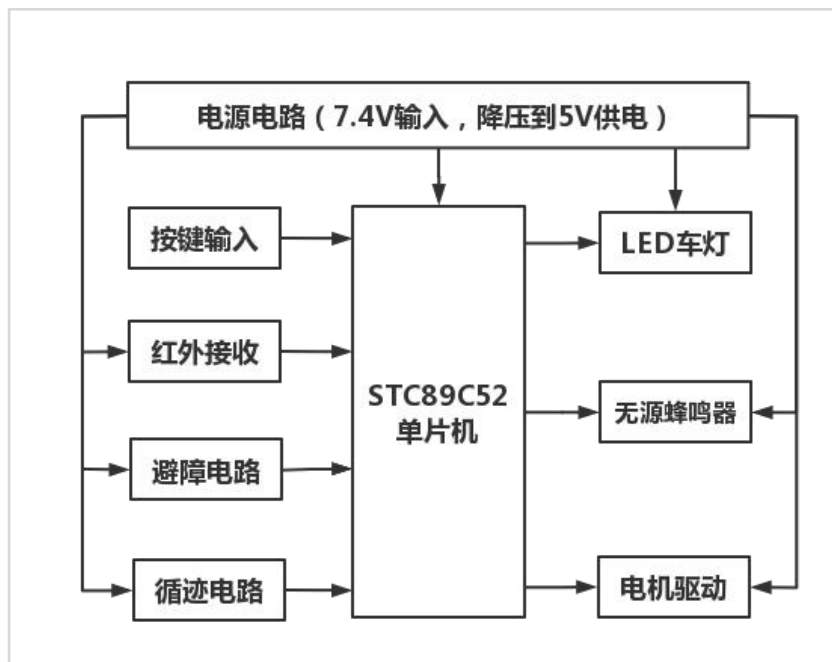 电源电路（7.4V输入，降压到5V供电）
按键输入
LED车灯
红外接收
STC89C52
单片机
无源蜂鸣器
避障电路
循迹电路
电机驱动